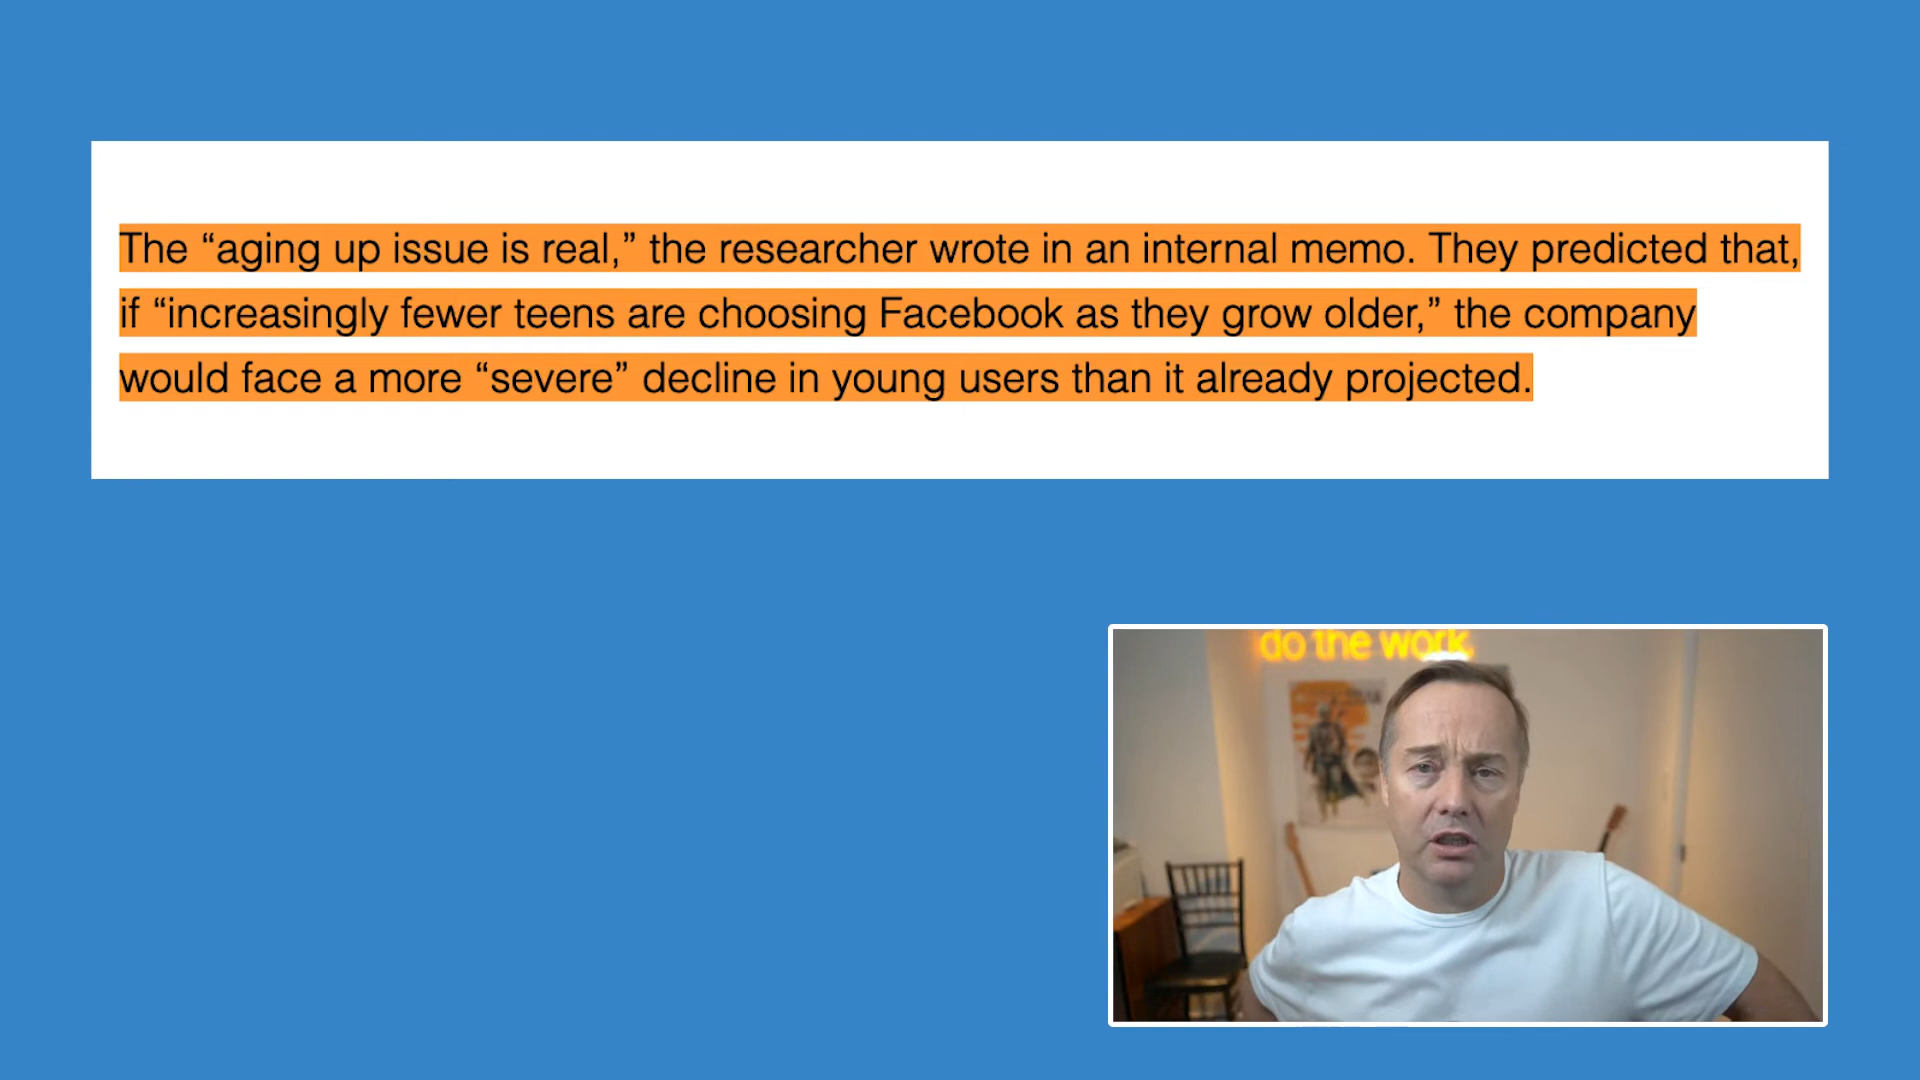 The “aging up issue is real,” the researcher wrote in an internal memo. They predicted that,
if “increasingly fewer teens are choosing Facebook as they grow older,” the company
would face a more “severe” decline in young users than it already projected.
do the work.